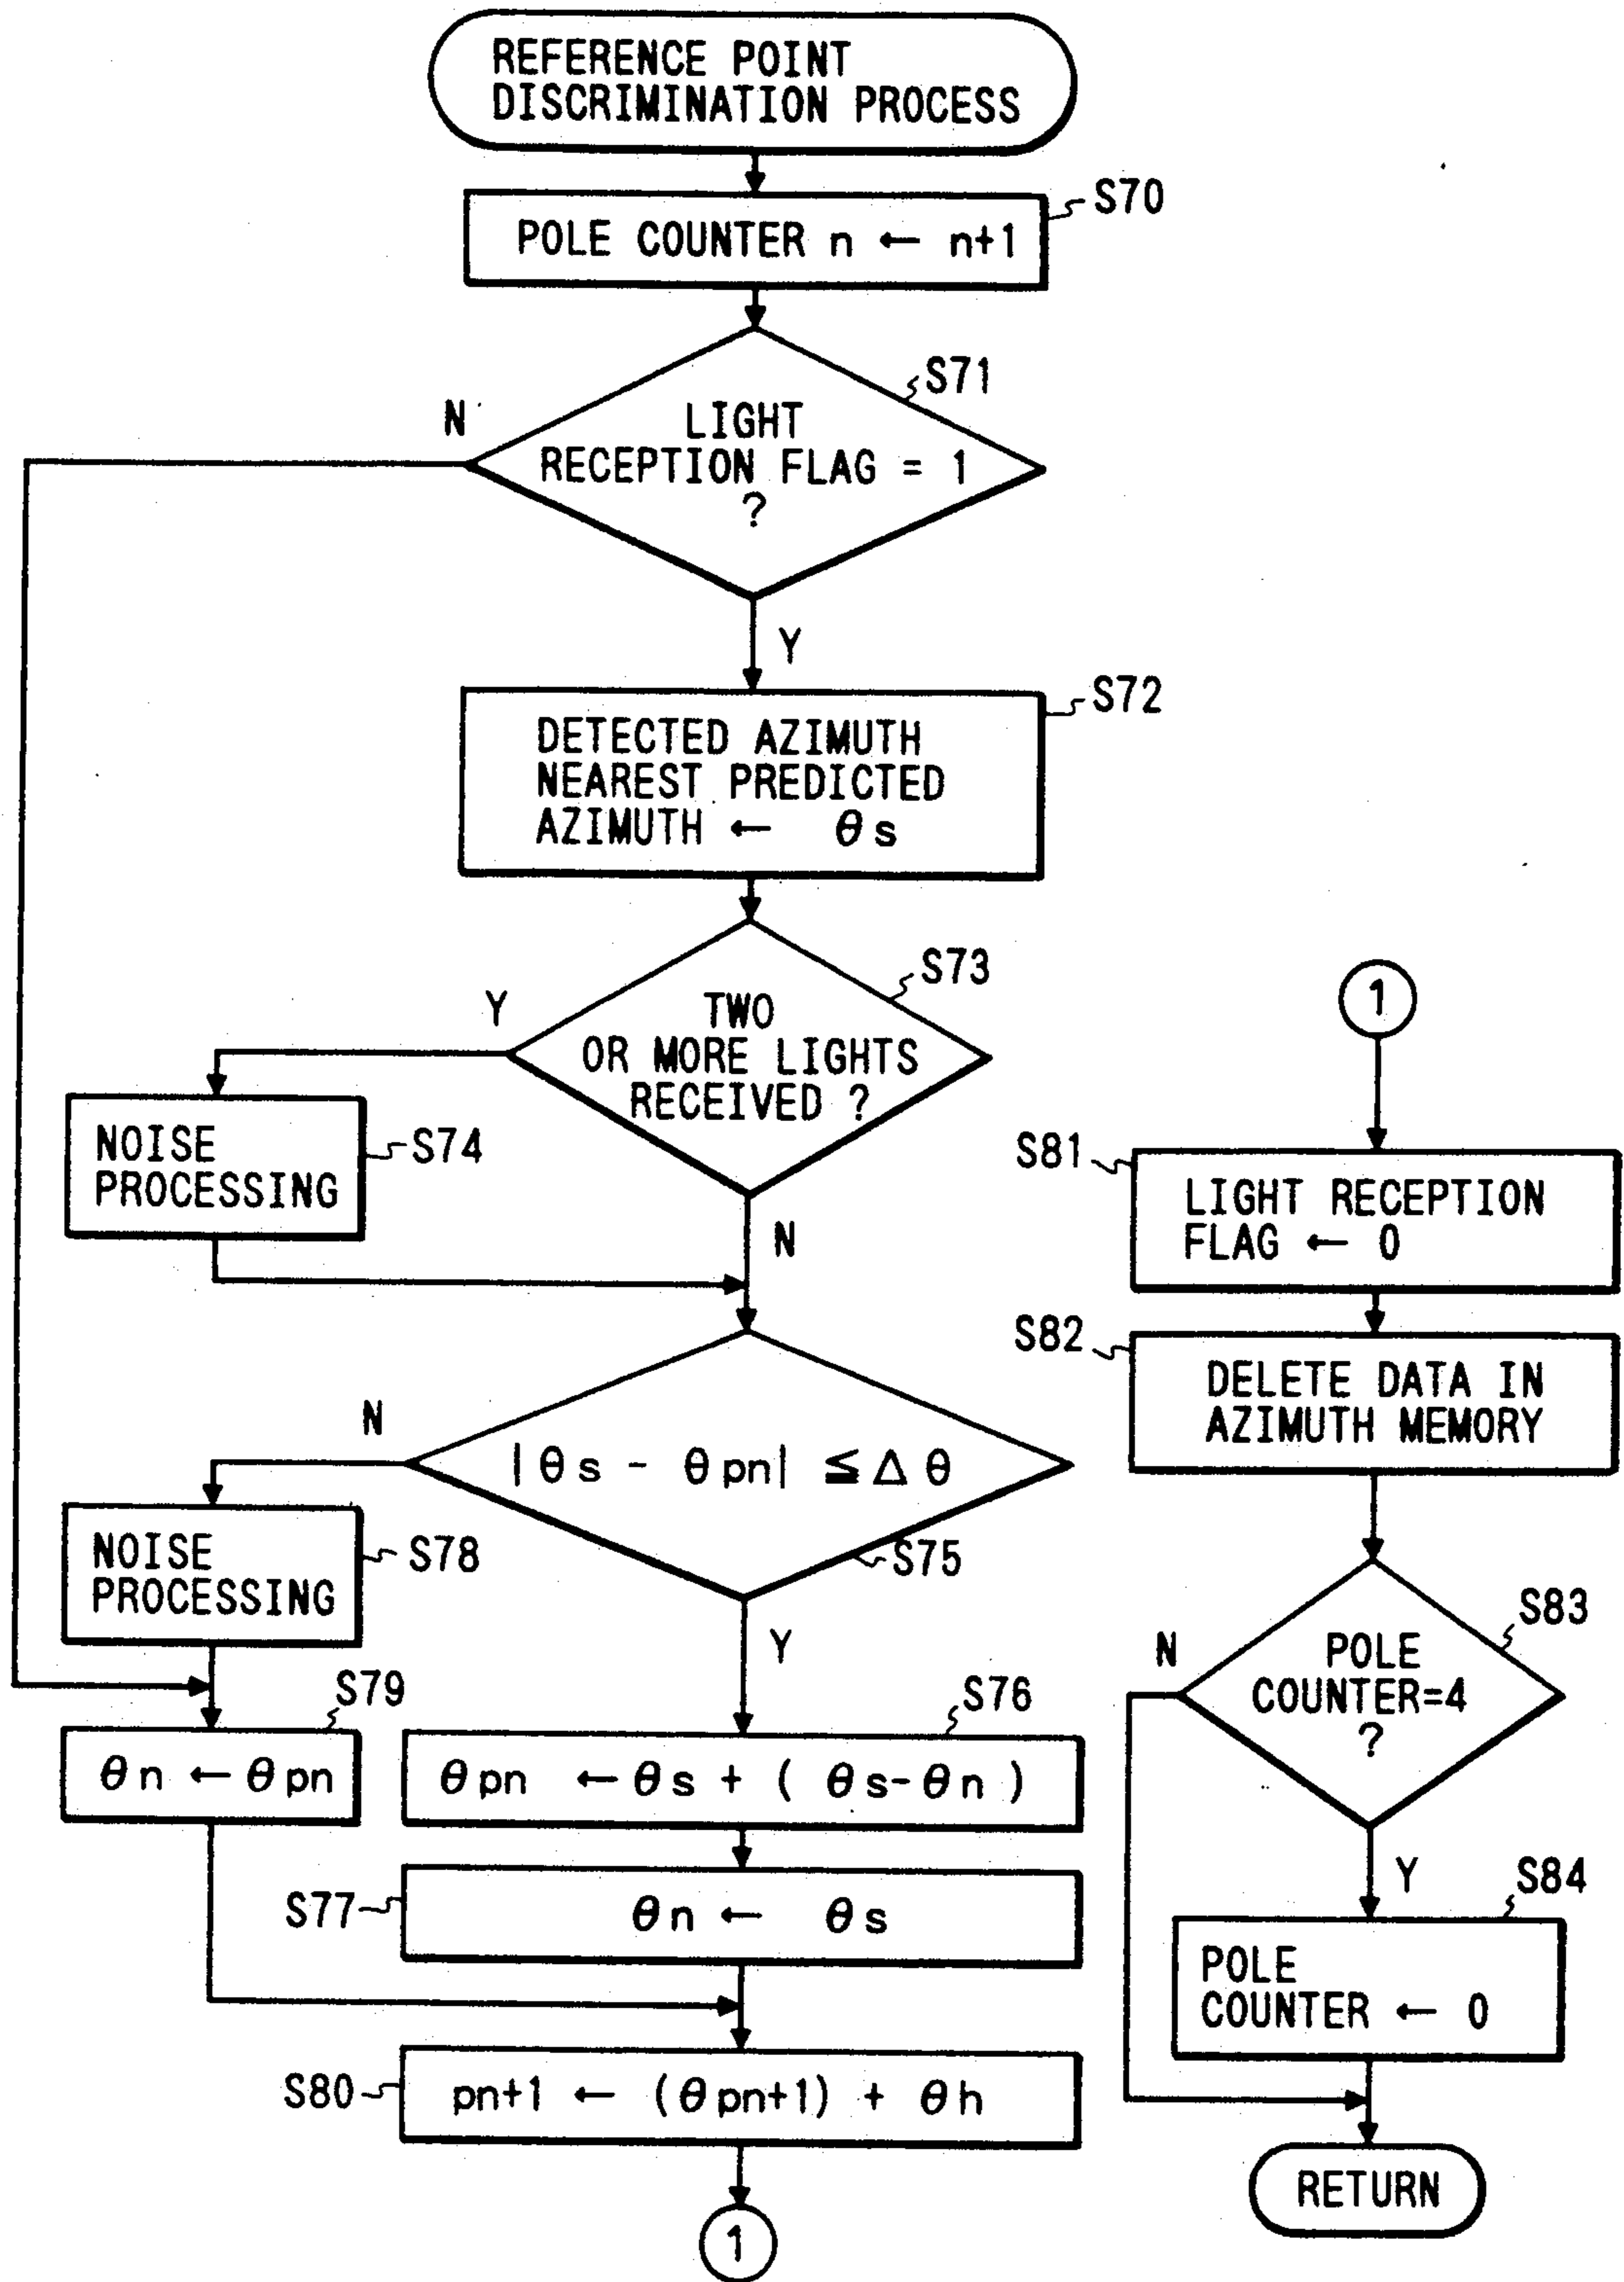 REFERENCE POINT
DISCRIMINATION PROCESS
S70
POLE COUNTER n ← n+1
S71
N
LIGHT
RECEPTION FLAG = 1
?
Y
S72
DETECTED AZIMUTH
NEAREST PREDICTED
AZIMUTH ← θs
S73
Y
TWO
OR MORE LIGHTS
RECEIVED ?
NOISE
PROCESSING
S74
N
N
|θs - θpn| ≦ Δθ
S75
NOISE
PROCESSING
S78
Y
S79
θn ← θpn
S76
θpn ← θs + ( θs-θn )
S77
θn ← θs
S80
pn+1 ← (θpn+1) + θh
1
1
S81
LIGHT RECEPTION
FLAG ← 0
S82
DELETE DATA IN
AZIMUTH MEMORY
S83
N
POLE
COUNTER=4
?
Y
S84
POLE
COUNTER ← 0
RETURN